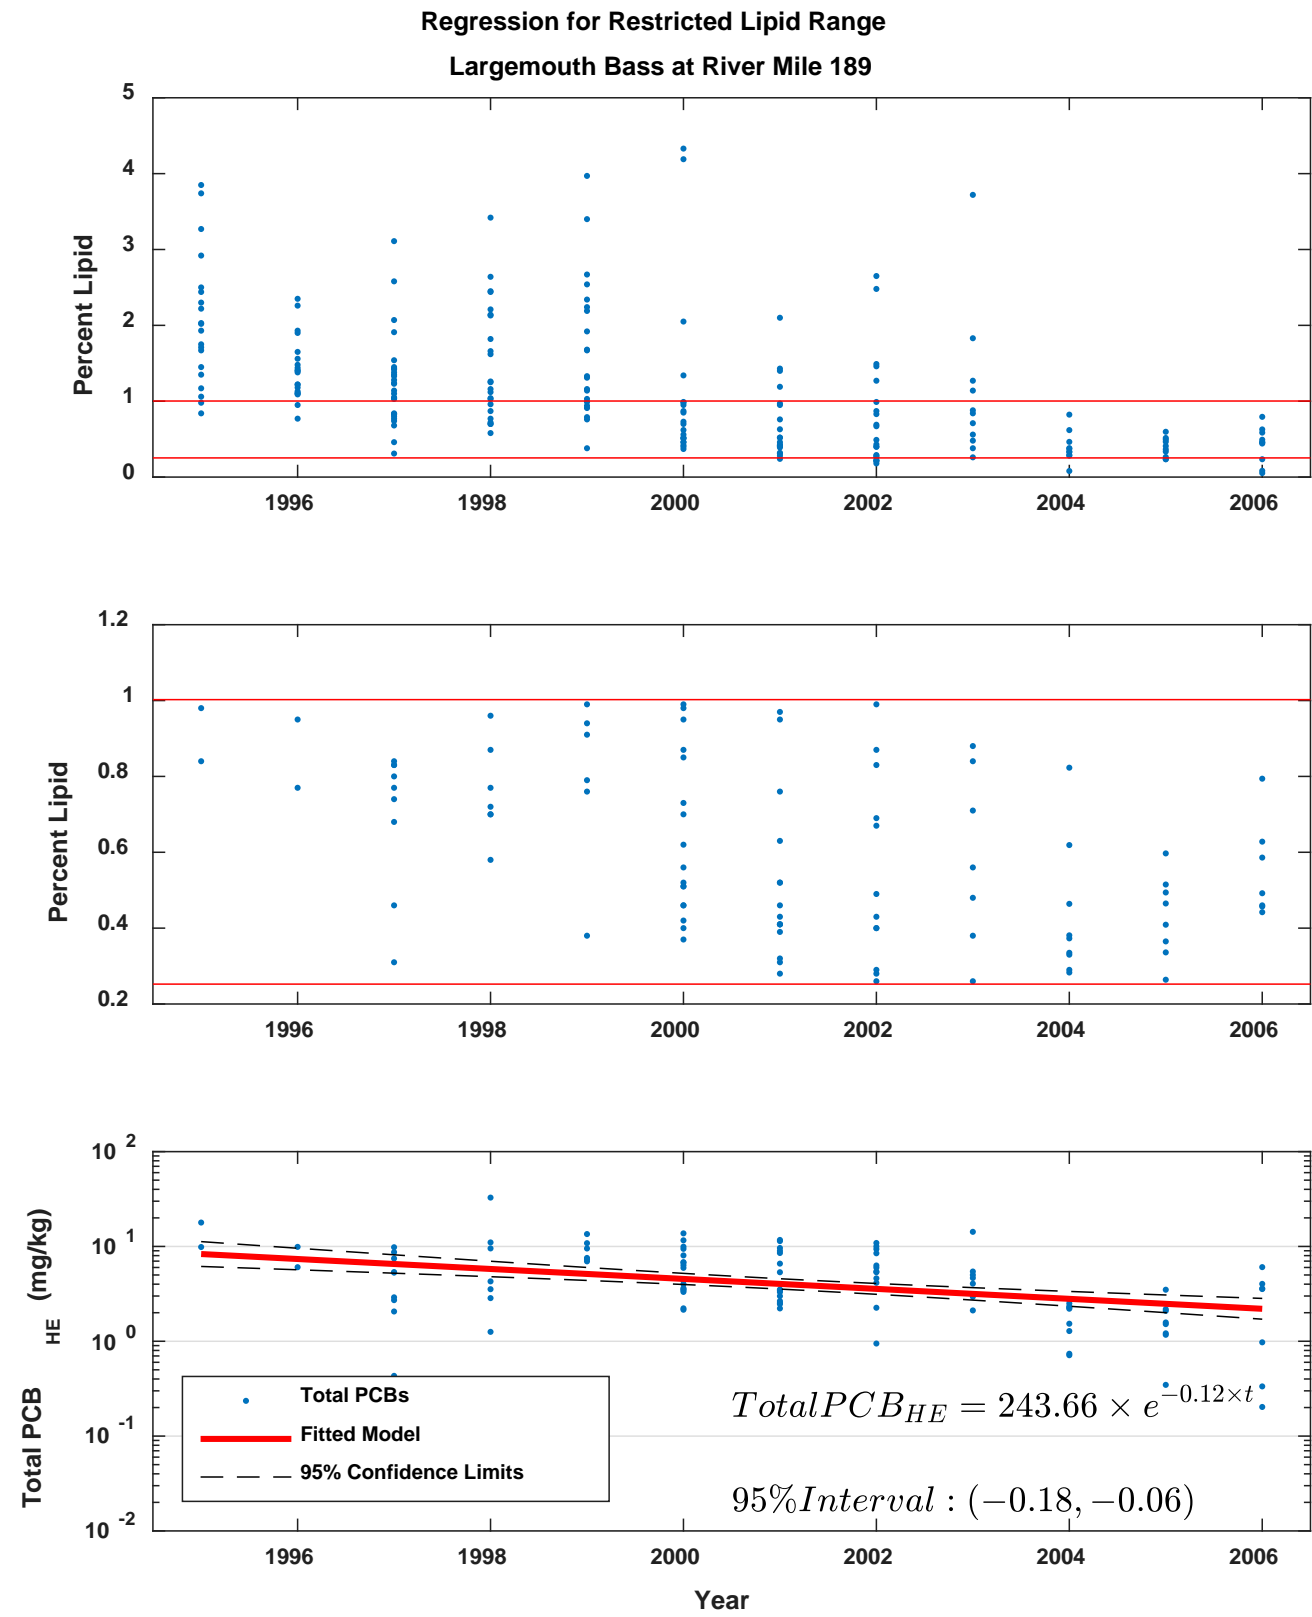 Regression for Restricted Lipid Range
Largemouth Bass at River Mile 189
5
4
3
2
1
0
Percent Lipid
1996 1998 2000 2002 2004 2006
1.2
1
0.8
0.6
0.4
0.2
Percent Lipid
1996 1998 2000 2002 2004 2006
10^2
10^1
10^0
10^-1
10^-2
Total PCB_HE (mg/kg)
Total PCBs
Fitted Model
95% Confidence Limits
TotalPCB_HE = 243.66 × e^−0.12×t
95%Interval : (−0.18, −0.06)
1996 1998 2000 2002 2004 2006
Year